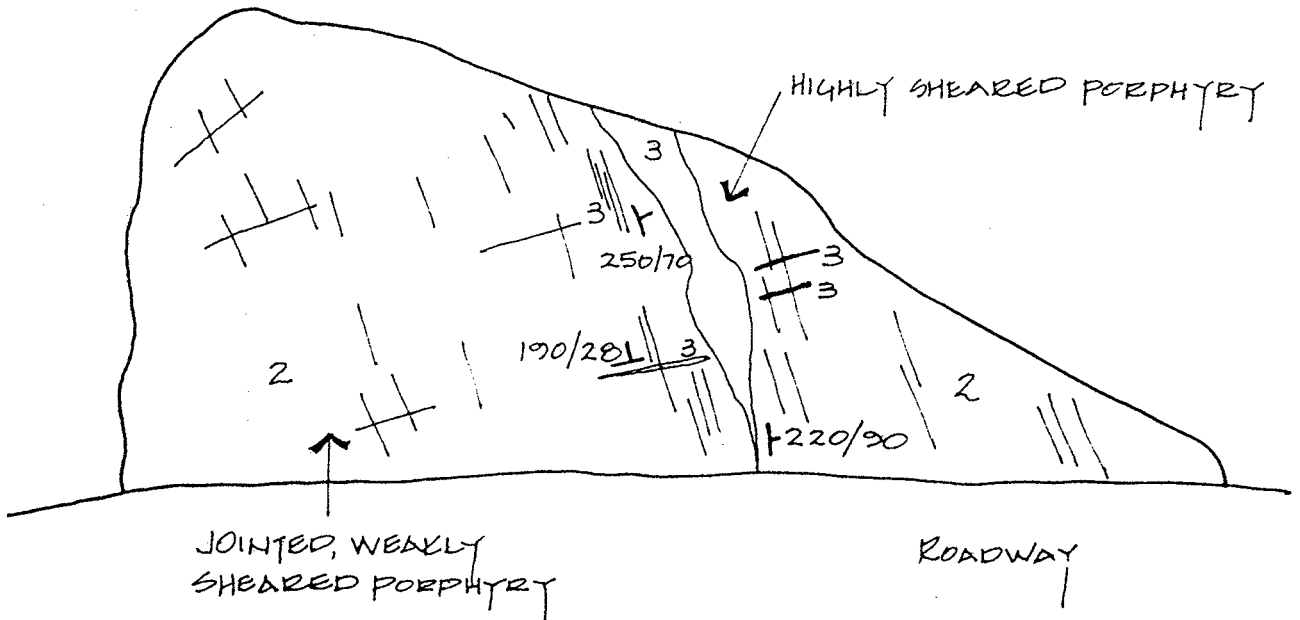 HIGHLY SHEARED PORPHYRY
3
3
250/70
3
3
190/28
3
2
2
220/90
JOINTED, WEAKLY
SHEARED PORPHYRY
ROADWAY